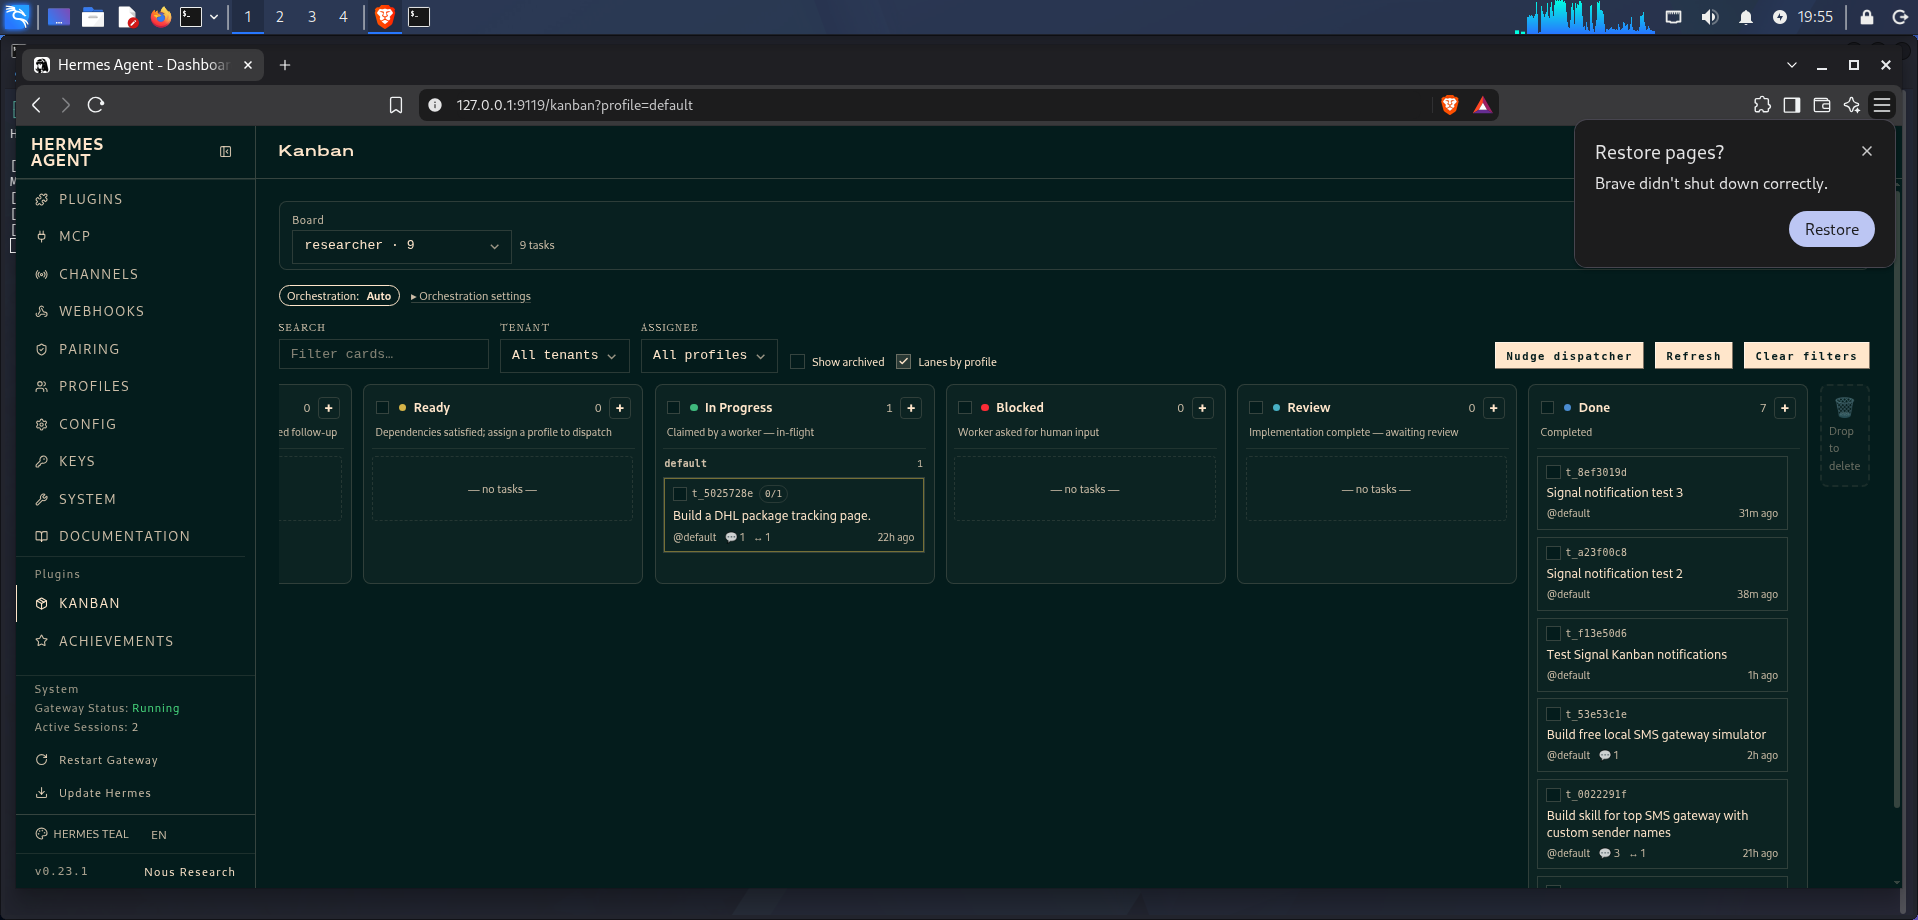 1 2 3 4
19:55
Hermes Agent - Dashboar
127.0.0.1:9119/kanban?profile=default
HERMES
AGENT
PLUGINS
MCP
CHANNELS
WEBHOOKS
PAIRING
PROFILES
CONFIG
KEYS
SYSTEM
DOCUMENTATION
Plugins
KANBAN
ACHIEVEMENTS
System
Gateway Status: Running
Active Sessions: 2
Restart Gateway
Update Hermes
HERMES TEAL EN
v0.23.1 Nous Research
Kanban
Restore pages?
Brave didn't shut down correctly.
Restore
Board
researcher · 9 9 tasks
Orchestration: Auto ▸ Orchestration settings
SEARCH TENANT ASSIGNEE
Filter cards… All tenants All profiles Show archived Lanes by profile
Nudge dispatcher Refresh Clear filters
0 +
ed follow-up
Ready 0 +
Dependencies satisfied; assign a profile to dispatch
— no tasks —
In Progress 1 +
Claimed by a worker — in-flight
default 1
t_5025728e 0/1
Build a DHL package tracking page.
@default 1 ↔ 1 22h ago
Blocked 0 +
Worker asked for human input
— no tasks —
Review 0 +
Implementation complete — awaiting review
— no tasks —
Done 7 +
Completed
t_8ef3019d
Signal notification test 3
@default 31m ago
t_a23f00c8
Signal notification test 2
@default 38m ago
t_f13e50d6
Test Signal Kanban notifications
@default 1h ago
t_53e53c1e
Build free local SMS gateway simulator
@default 1 2h ago
t_0022291f
Build skill for top SMS gateway with
custom sender names
@default 3 ↔ 1 21h ago
Drop
to
delete